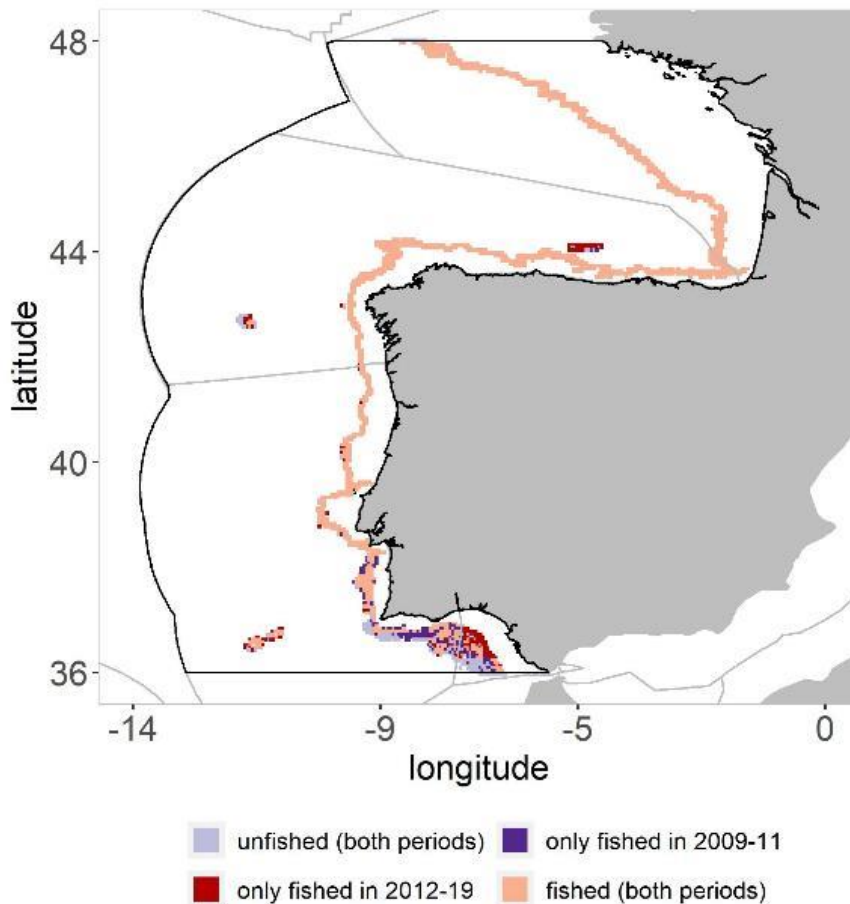 48
44
40
36
latitude
-14
-9
-5
0
longitude
unfished (both periods)
only fished in 2009-11
only fished in 2012-19
fished (both periods)